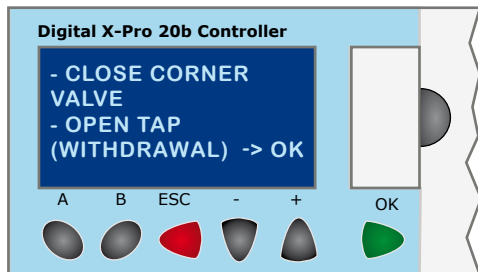 Digital X-Pro 20b Controller
- CLOSE CORNER
VALVE
- OPEN TAP
(WITHDRAWAL) -> OK
A B ESC - + OK